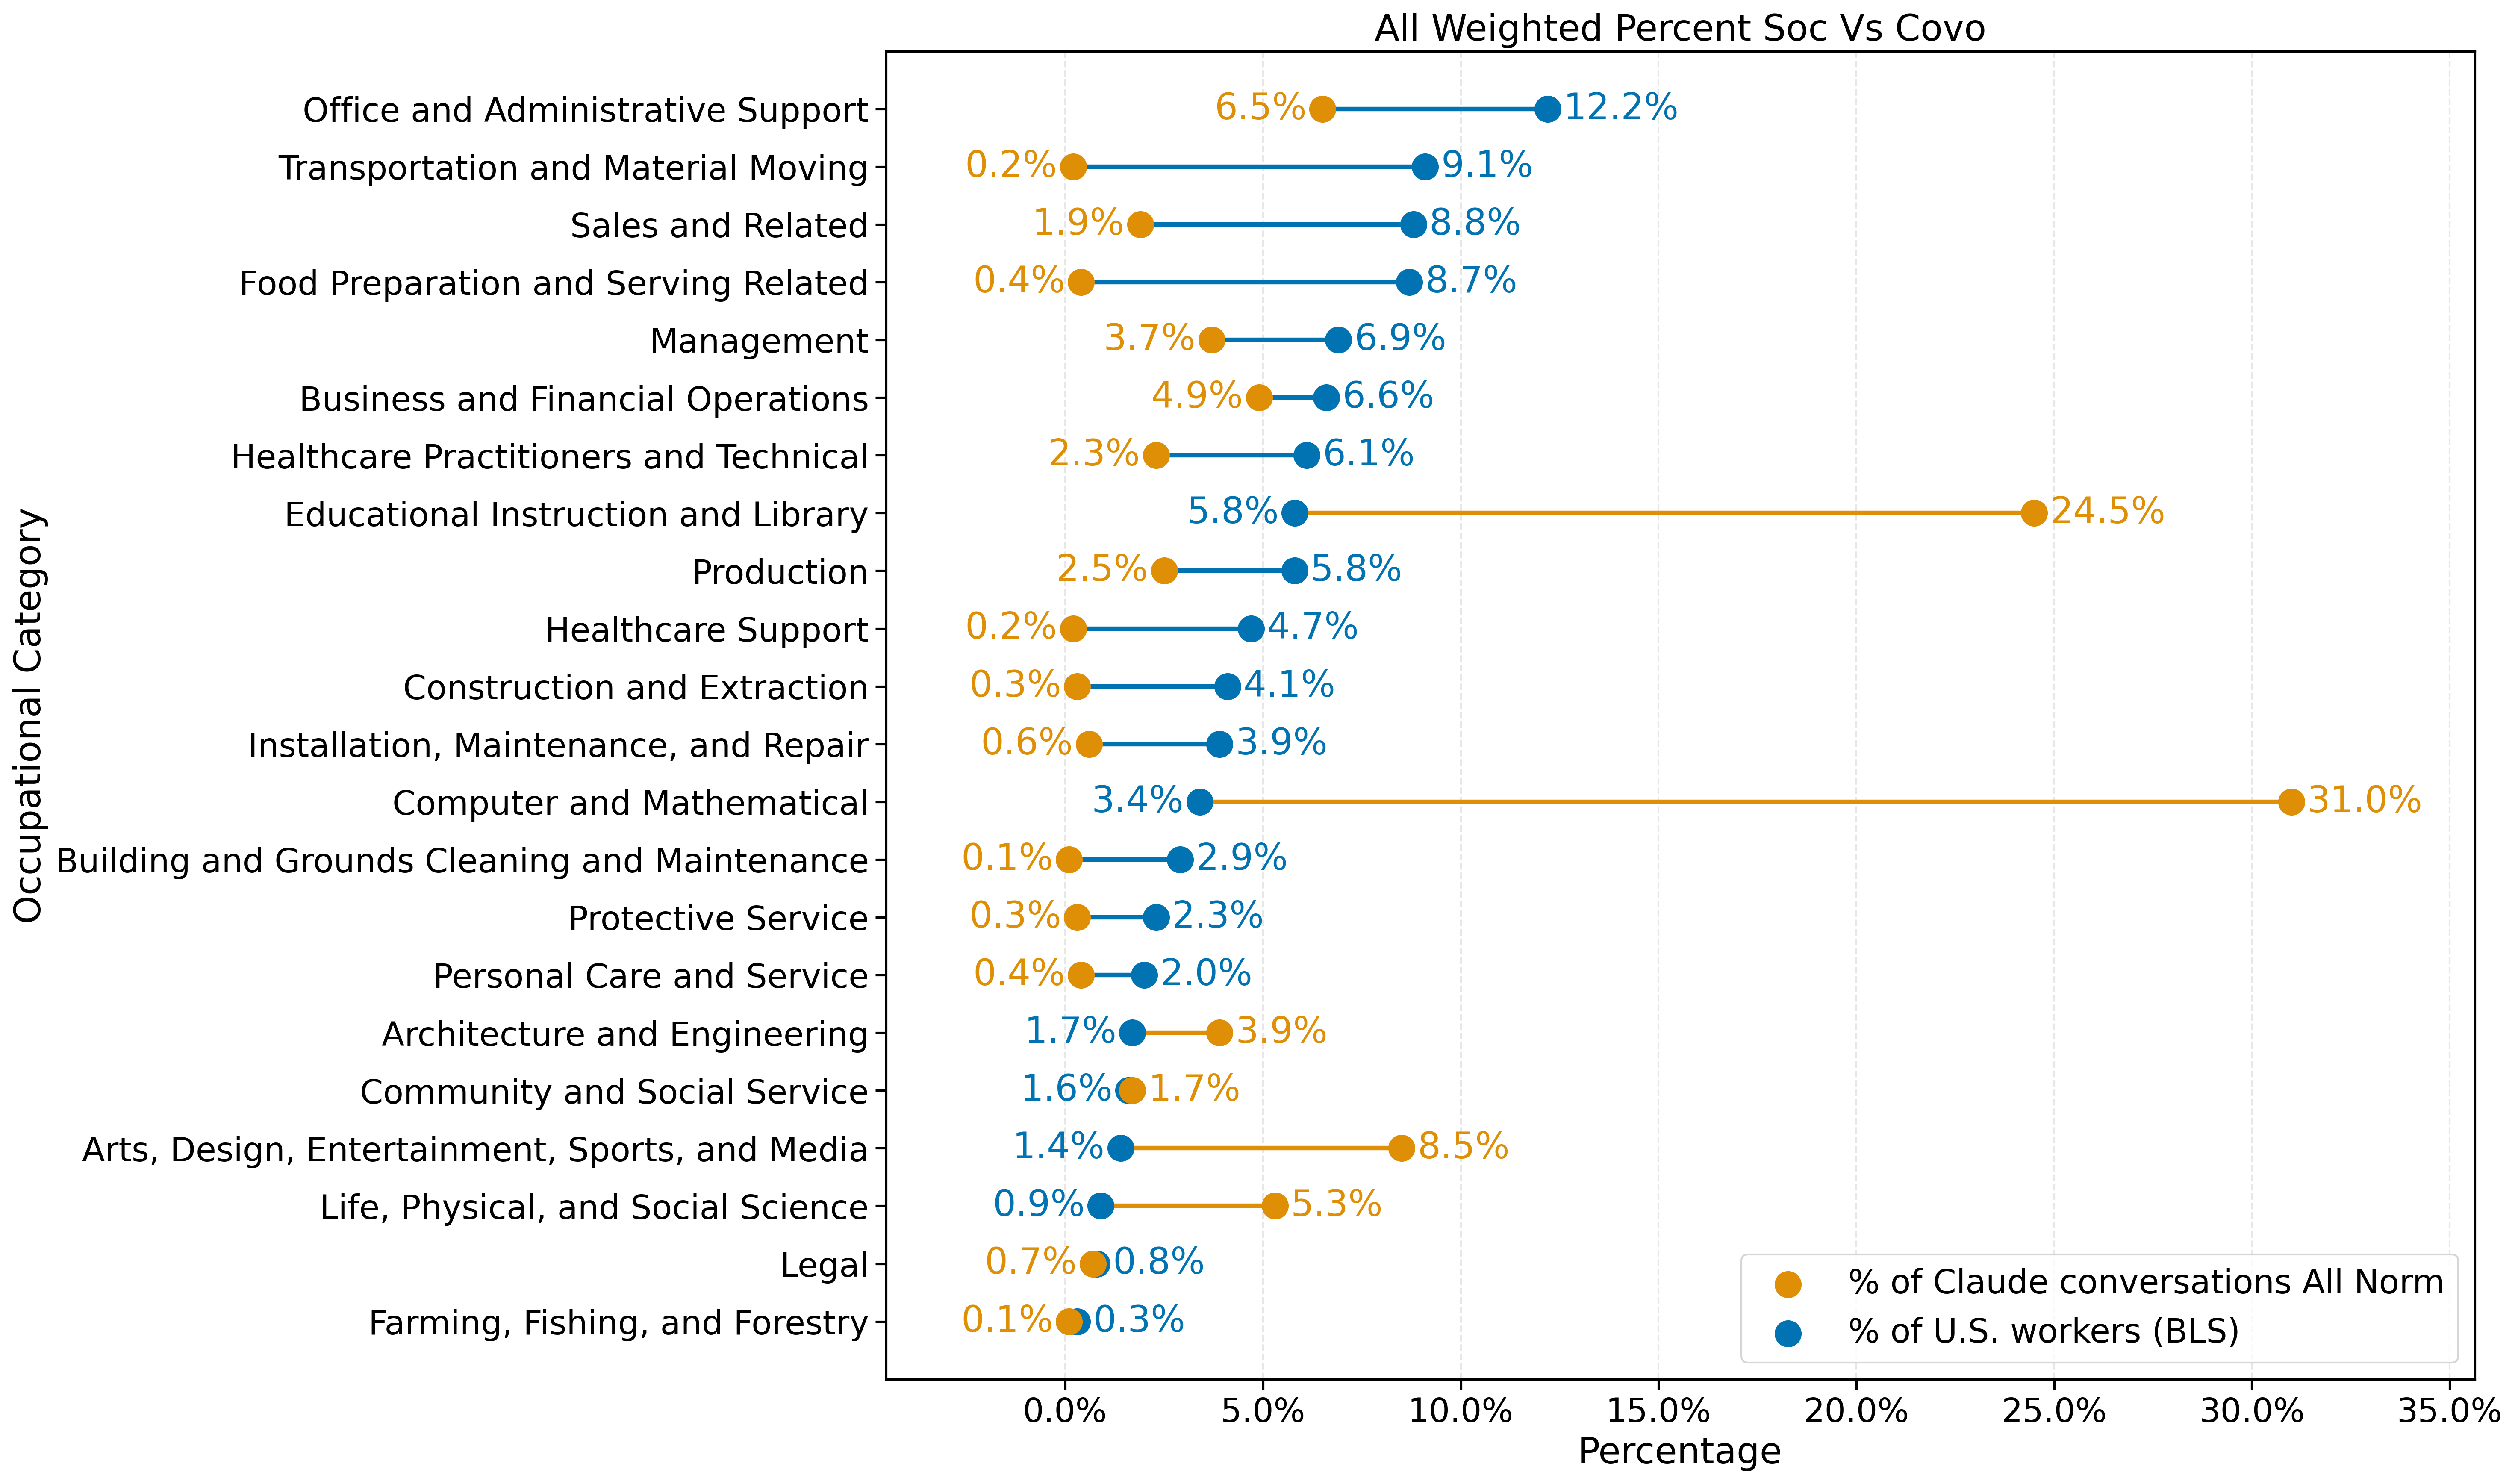 All Weighted Percent Soc Vs Covo
Occupational Category
Office and Administrative Support 6.5% 12.2%
Transportation and Material Moving 0.2% 9.1%
Sales and Related 1.9% 8.8%
Food Preparation and Serving Related 0.4% 8.7%
Management 3.7% 6.9%
Business and Financial Operations 4.9% 6.6%
Healthcare Practitioners and Technical 2.3% 6.1%
Educational Instruction and Library 5.8% 24.5%
Production 2.5% 5.8%
Healthcare Support 0.2% 4.7%
Construction and Extraction 0.3% 4.1%
Installation, Maintenance, and Repair 0.6% 3.9%
Computer and Mathematical 3.4% 31.0%
Building and Grounds Cleaning and Maintenance 0.1% 2.9%
Protective Service 0.3% 2.3%
Personal Care and Service 0.4% 2.0%
Architecture and Engineering 1.7% 3.9%
Community and Social Service 1.6% 1.7%
Arts, Design, Entertainment, Sports, and Media 1.4% 8.5%
Life, Physical, and Social Science 0.9% 5.3%
Legal 0.7% 0.8%
Farming, Fishing, and Forestry 0.1% 0.3%
% of Claude conversations All Norm
% of U.S. workers (BLS)
0.0% 5.0% 10.0% 15.0% 20.0% 25.0% 30.0% 35.0%
Percentage